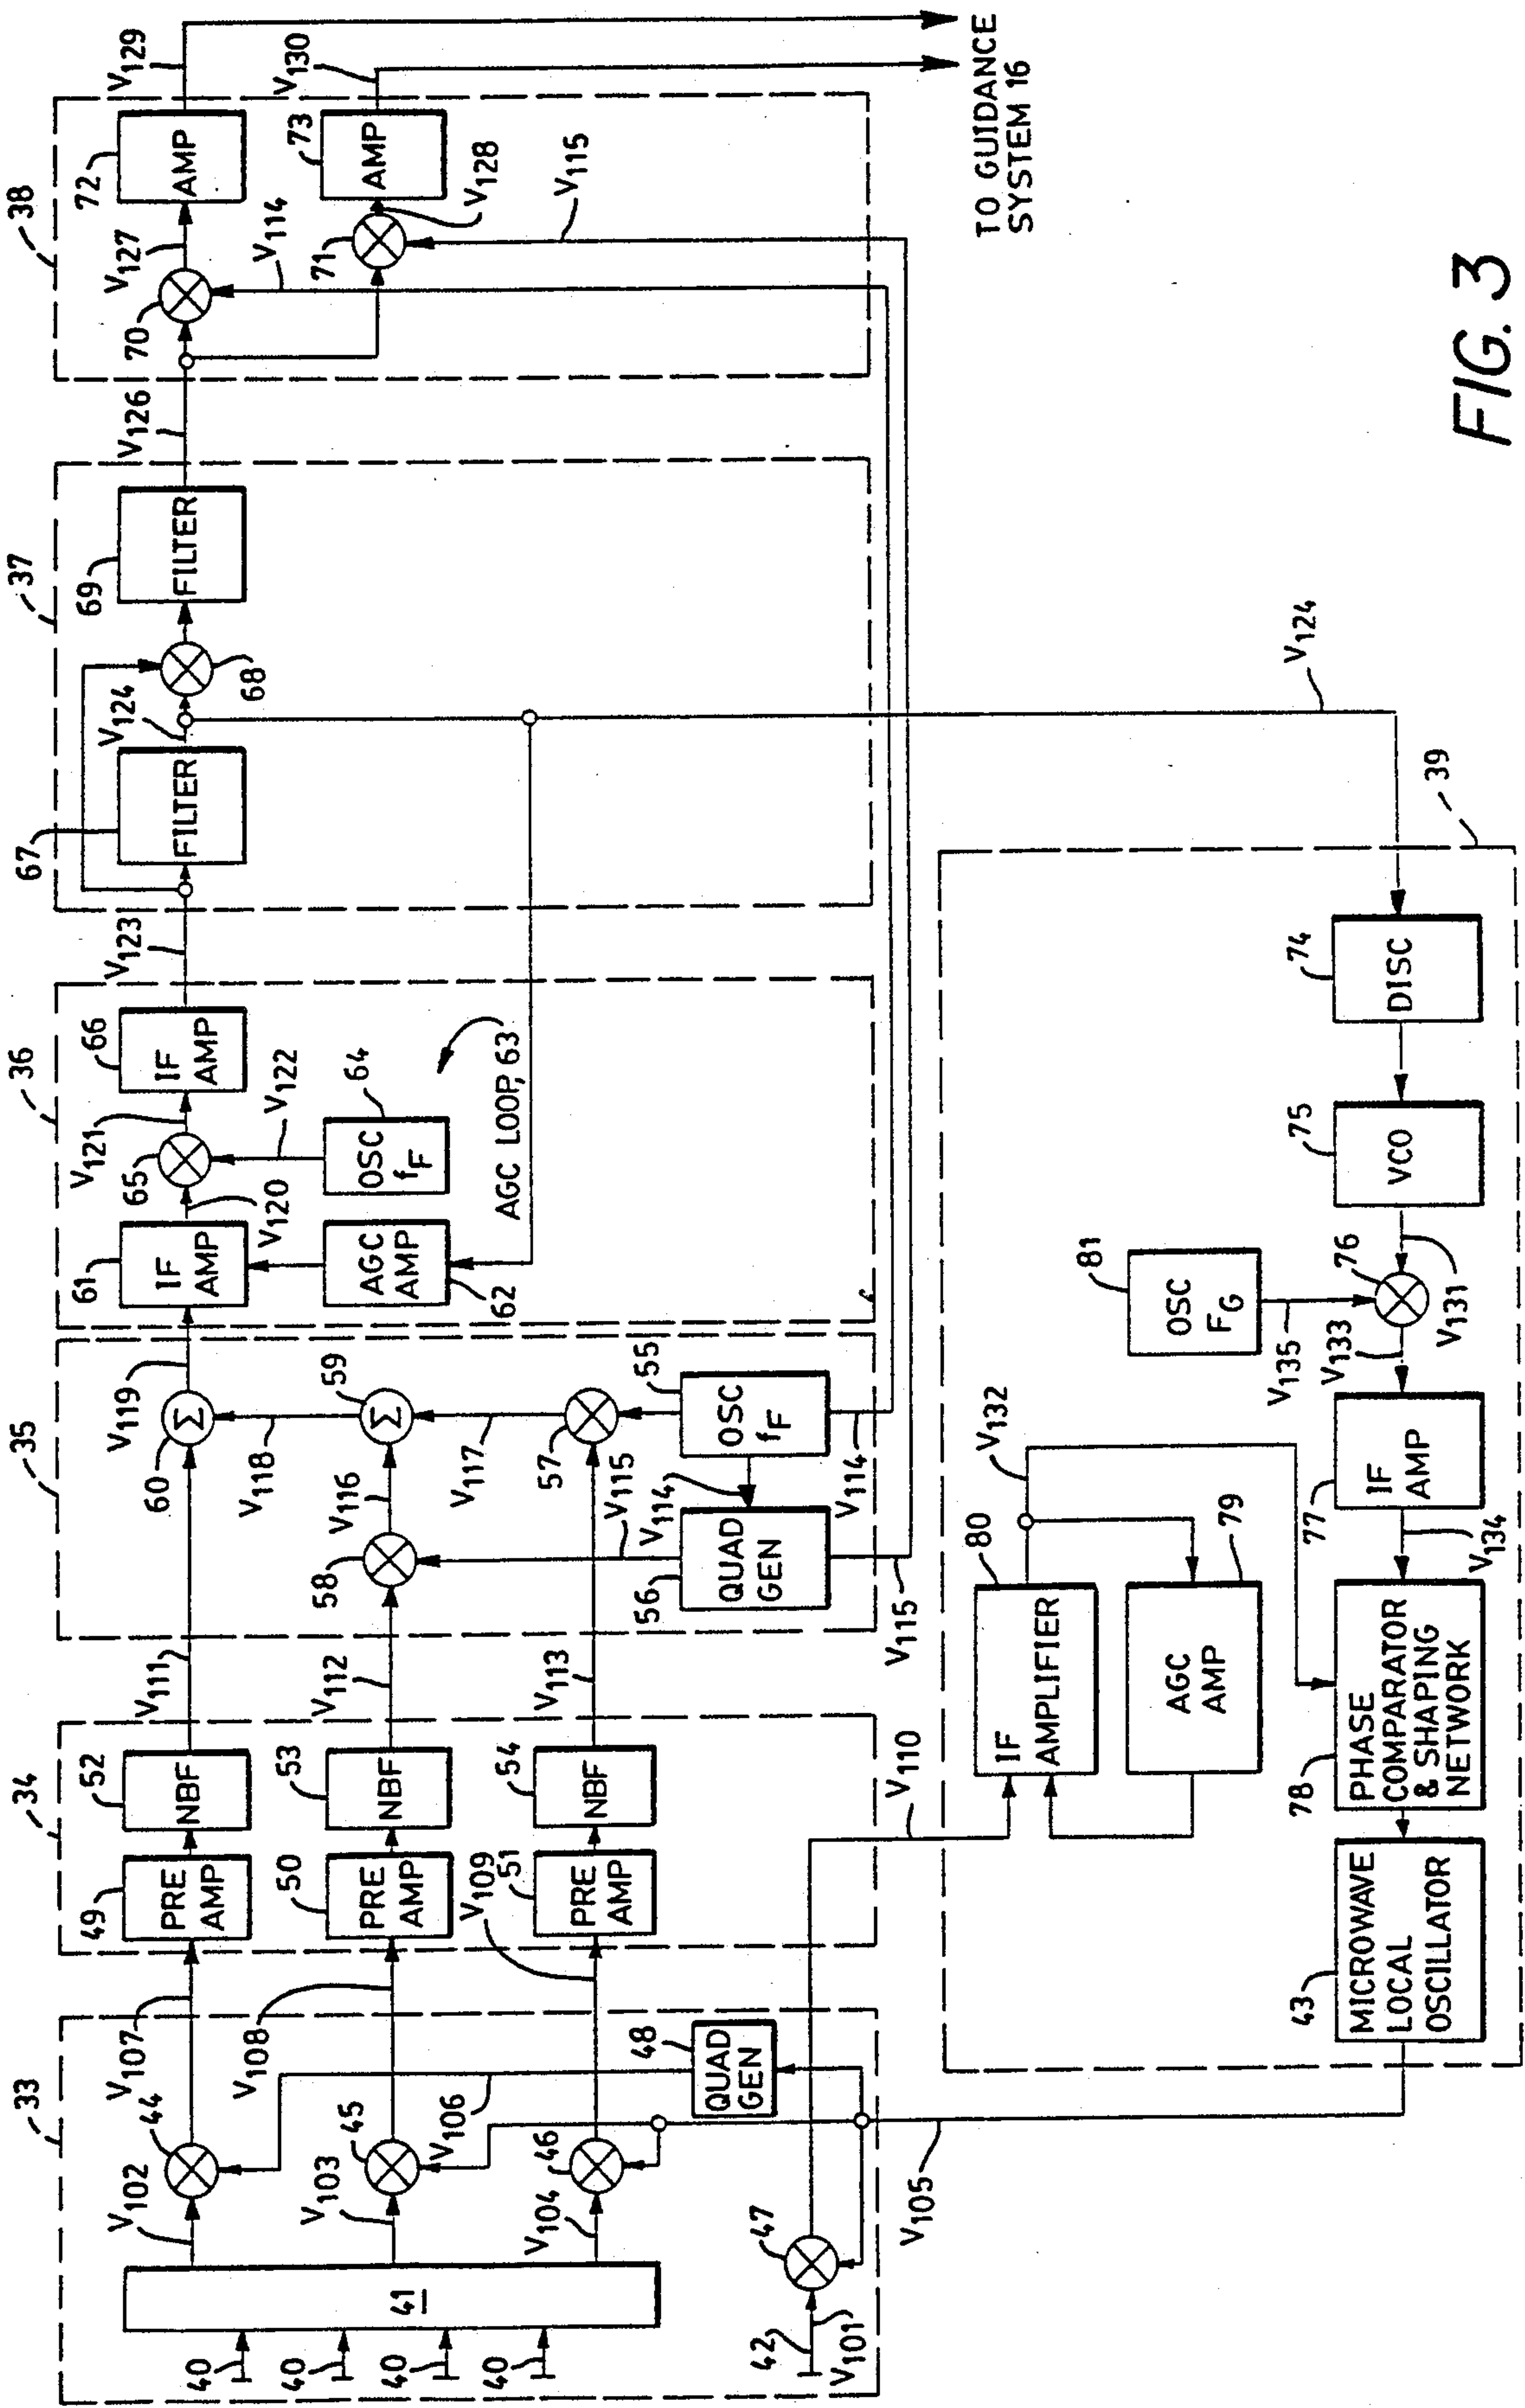 33
34
35
36
37
38
40
40
40
40
41
V102
V103
V104
42
V101
47
44
45
46
V107
V108
V106
48
QUAD
GEN
V105
49
PRE
AMP
52
NBF
50
PRE
AMP
53
NBF
V109
51
PRE
AMP
54
NBF
V110
V111
V112
V113
60
Σ
V119
V118
59
Σ
58
V116
V117
57
55
OSC
fF
56
QUAD
GEN
V115
V114
V114
V115
61
IF
AMP
V120
65
V121
66
IF
AMP
V122
64
OSC
fF
AGC
AMP
62
AGC LOOP, 63
V123
67
FILTER
V124
68
69
FILTER
V126
70
V127
72
AMP
V129
V114
71
V128
73
AMP
V130
V115
TO GUIDANCE
SYSTEM 16
V124
39
43
MICROWAVE
LOCAL
OSCILLATOR
78
PHASE
COMPARATOR
& SHAPING
NETWORK
80
IF
AMPLIFIER
79
AGC
AMP
V132
V134
77
IF
AMP
V133
V135
81
OSC
FG
76
V131
75
VCO
74
DISC
FIG. 3